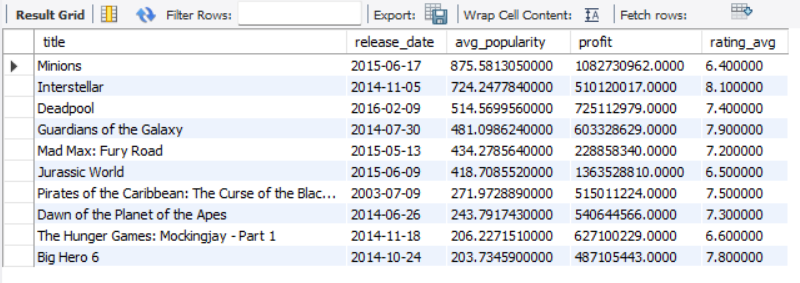 Result Grid Filter Rows: Export: Wrap Cell Content: IA Fetch rows:
title release_date avg_popularity profit rating_avg
Minions 2015-06-17 875.5813050000 1082730962.0000 6.400000
Interstellar 2014-11-05 724.2477840000 510120017.0000 8.100000
Deadpool 2016-02-09 514.5699560000 725112979.0000 7.400000
Guardians of the Galaxy 2014-07-30 481.0986240000 603328629.0000 7.900000
Mad Max: Fury Road 2015-05-13 434.2785640000 228858340.0000 7.200000
Jurassic World 2015-06-09 418.7085520000 1363528810.0000 6.500000
Pirates of the Caribbean: The Curse of the Blac... 2003-07-09 271.9728890000 515011224.0000 7.500000
Dawn of the Planet of the Apes 2014-06-26 243.7917430000 540644566.0000 7.300000
The Hunger Games: Mockingjay - Part 1 2014-11-18 206.2271510000 627100229.0000 6.600000
Big Hero 6 2014-10-24 203.7345900000 487105443.0000 7.800000